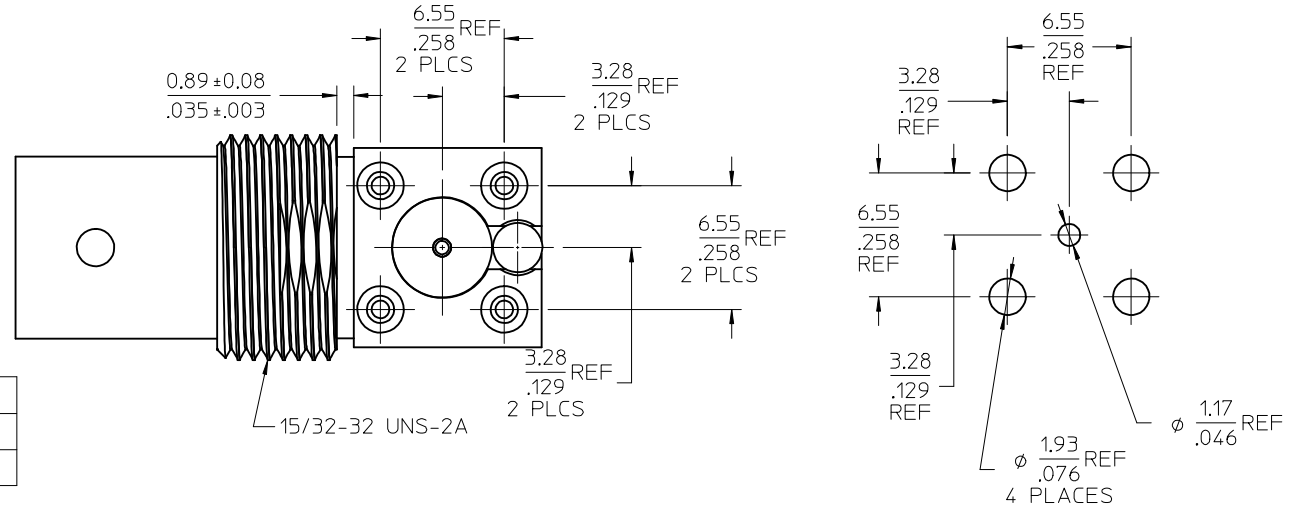 6.55
.258
REF
2 PLCS
0.89±0.08
.035±.003
3.28
.129
REF
2 PLCS
6.55
.258
REF
2 PLCS
3.28
.129
REF
2 PLCS
15/32-32 UNS-2A
6.55
.258
REF
3.28
.129
REF
6.55
.258
REF
3.28
.129
REF
ø 1.17
.046
REF
ø 1.93
.076
REF
4 PLACES